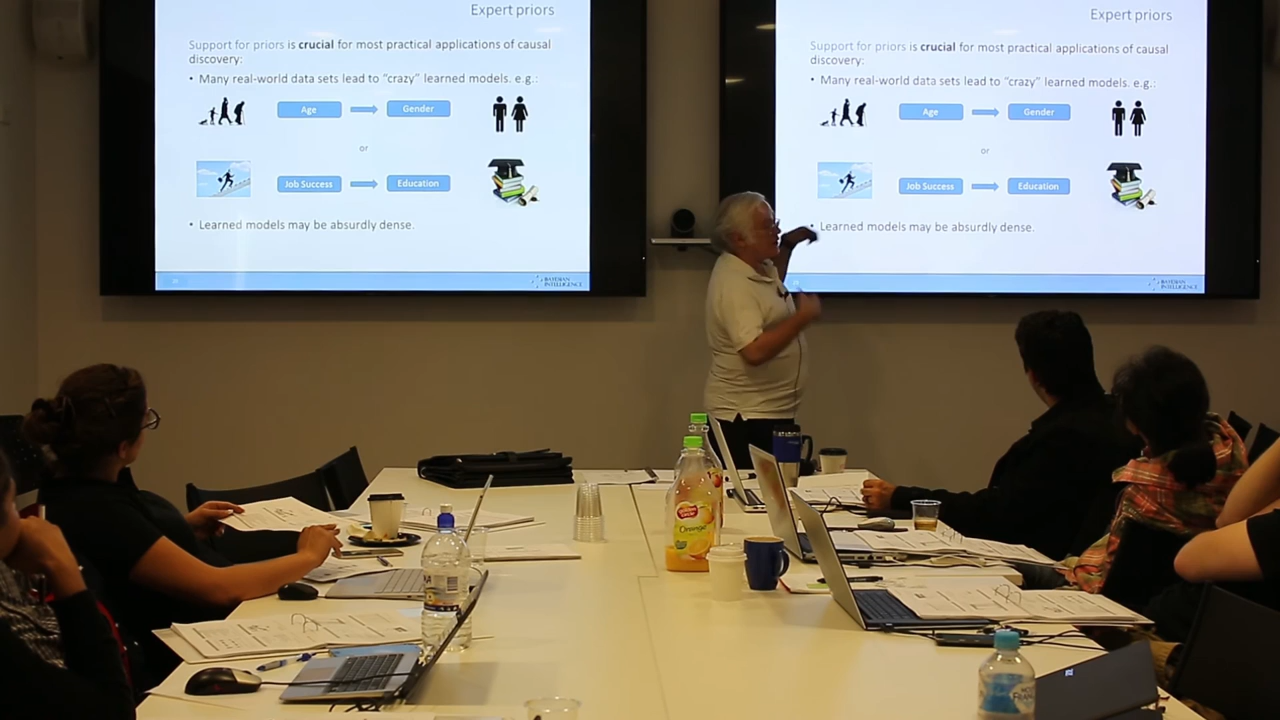 Expert priors
Support for priors is crucial for most practical applications of causal
discovery:
• Many real-world data sets lead to “crazy” learned models. e.g.:
Age
Gender
or
Job Success
Education
• Learned models may be absurdly dense.
BAYESIAN
INTELLIGENCE
Expert priors
Support for priors is crucial for most practical applications of causal
discovery:
• Many real-world data sets lead to “crazy” learned models. e.g.:
Age
Gender
or
Job Success
Education
• Learned models may be absurdly dense.
BAYESIAN
INTELLIGENCE
Orange